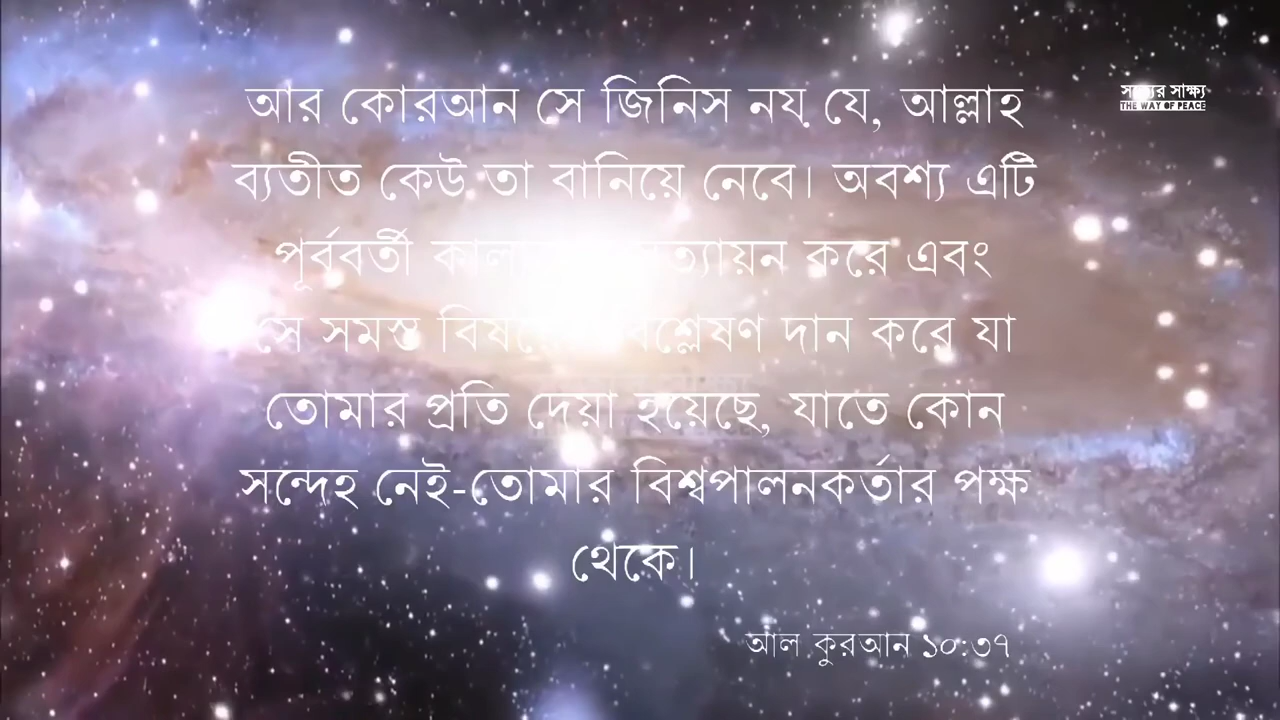 আর কোরআন সে জিনিস নয় যে, আল্লাহ
ব্যতীত কেউ তা বানিয়ে নেবে। অবশ্য এটি
পূর্ববর্তী করে এবং
সে সমস্ত বিশ্লেষণ দান করে যা
তোমার প্রতি দেয়া হয়েছে, যাতে কোন
সন্দেহ নেই-তোমার বিশ্বপালনকর্তার পক্ষ
থেকে।
আল কুরআন ১০:৩৭
সত্যের সাক্ষ্য
THE WAY OF PEACE